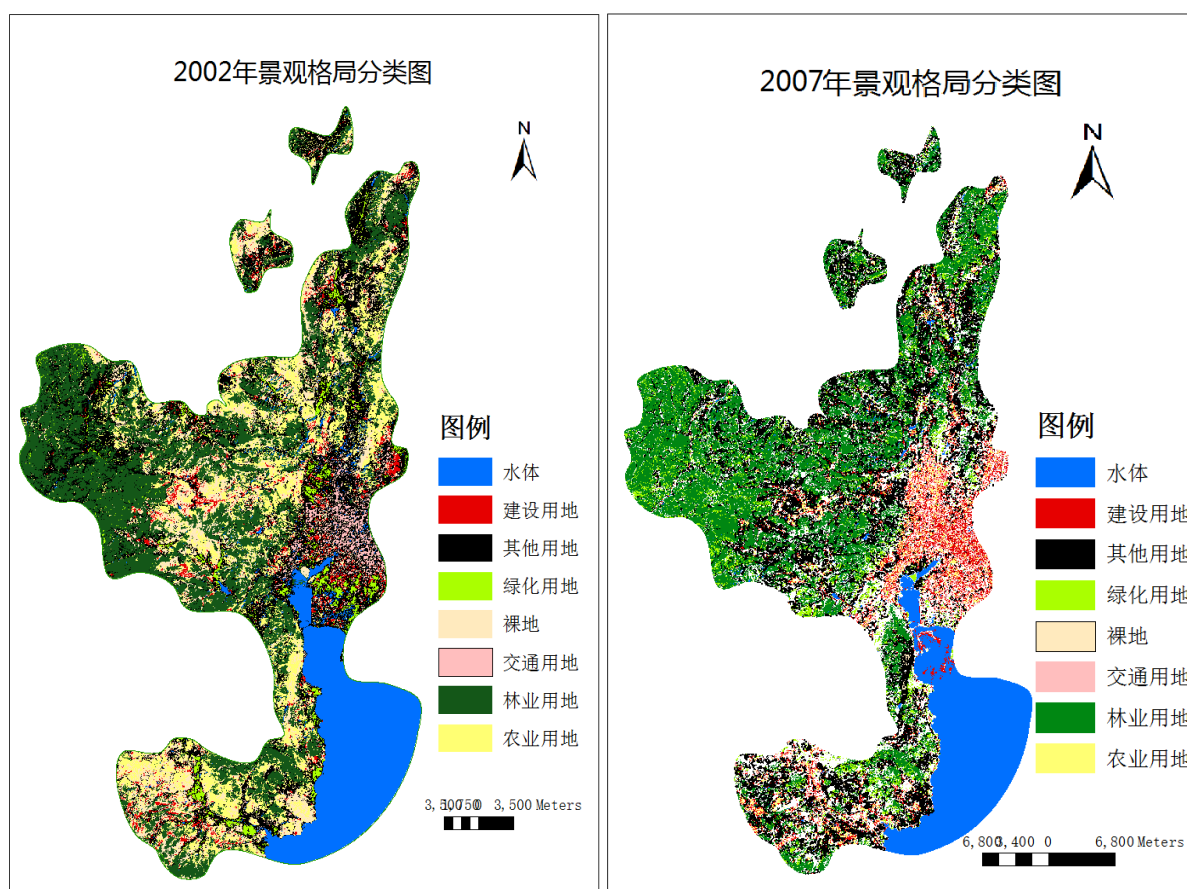 2002年景观格局分类图
N
图例
水体
建设用地
其他用地
绿化用地
裸地
交通用地
林业用地
农业用地
3,500 Meters
2007年景观格局分类图
N
图例
水体
建设用地
其他用地
绿化用地
裸地
交通用地
林业用地
农业用地
6,800 3,400 0 6,800 Meters